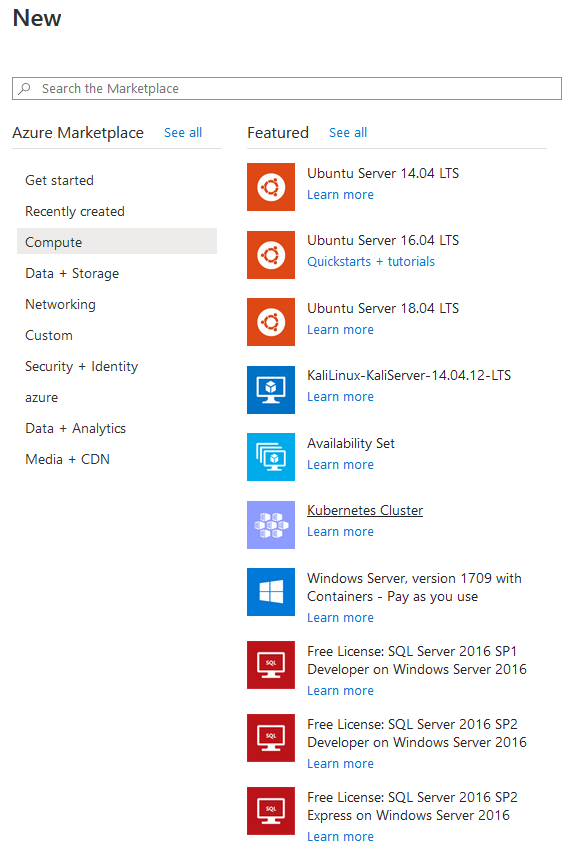 New
Search the Marketplace
Azure Marketplace See all
Get started
Recently created
Compute
Data + Storage
Networking
Custom
Security + Identity
azure
Data + Analytics
Media + CDN
Featured See all
Ubuntu Server 14.04 LTS
Learn more
Ubuntu Server 16.04 LTS
Quickstarts + tutorials
Ubuntu Server 18.04 LTS
Learn more
KaliLinux-KaliServer-14.04.12-LTS
Learn more
Availability Set
Learn more
Kubernetes Cluster
Learn more
Windows Server, version 1709 with
Containers - Pay as you use
Learn more
SQL
Free License: SQL Server 2016 SP1
Developer on Windows Server 2016
Learn more
SQL
Free License: SQL Server 2016 SP2
Developer on Windows Server 2016
Learn more
SQL
Free License: SQL Server 2016 SP2
Express on Windows Server 2016
Learn more